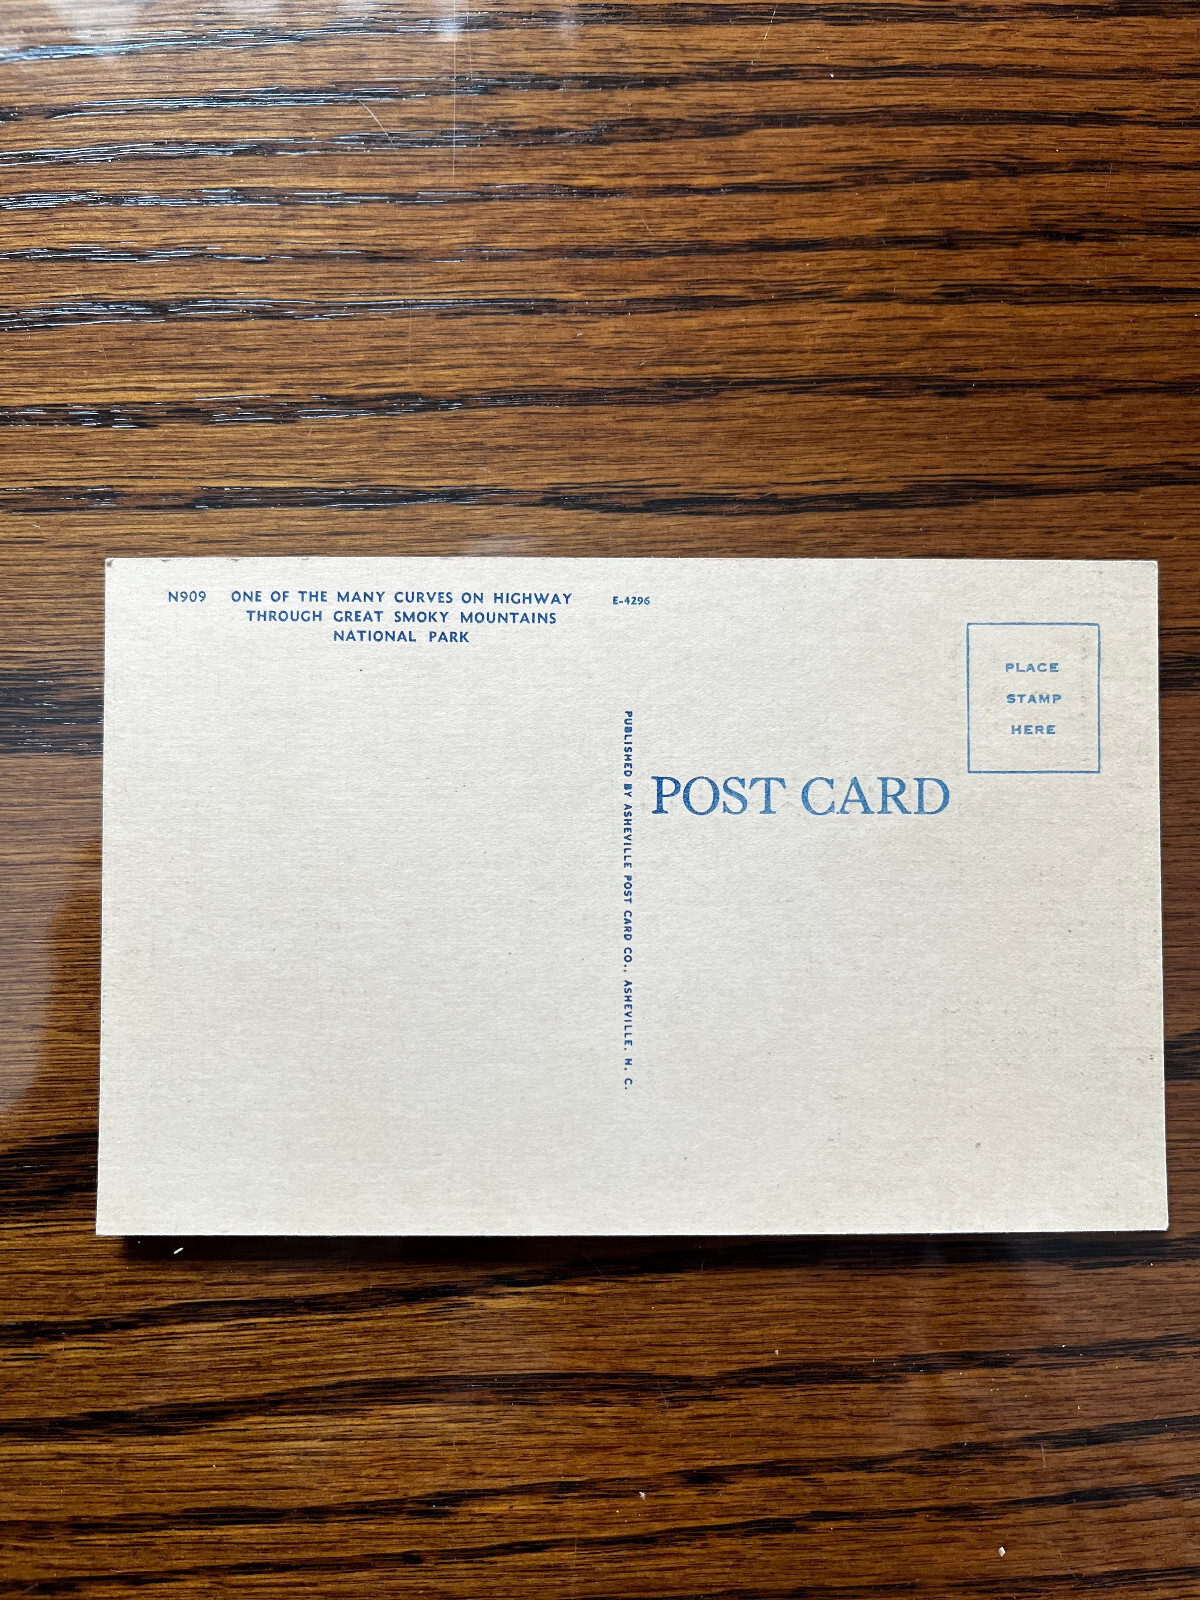 N909 ONE OF THE MANY CURVES ON HIGHWAY
THROUGH GREAT SMOKY MOUNTAINS
NATIONAL PARK
E-4296
PLACE
STAMP
HERE
POST CARD
PUBLISHED BY ASHEVILLE POST CARD CO., ASHEVILLE, N. C.